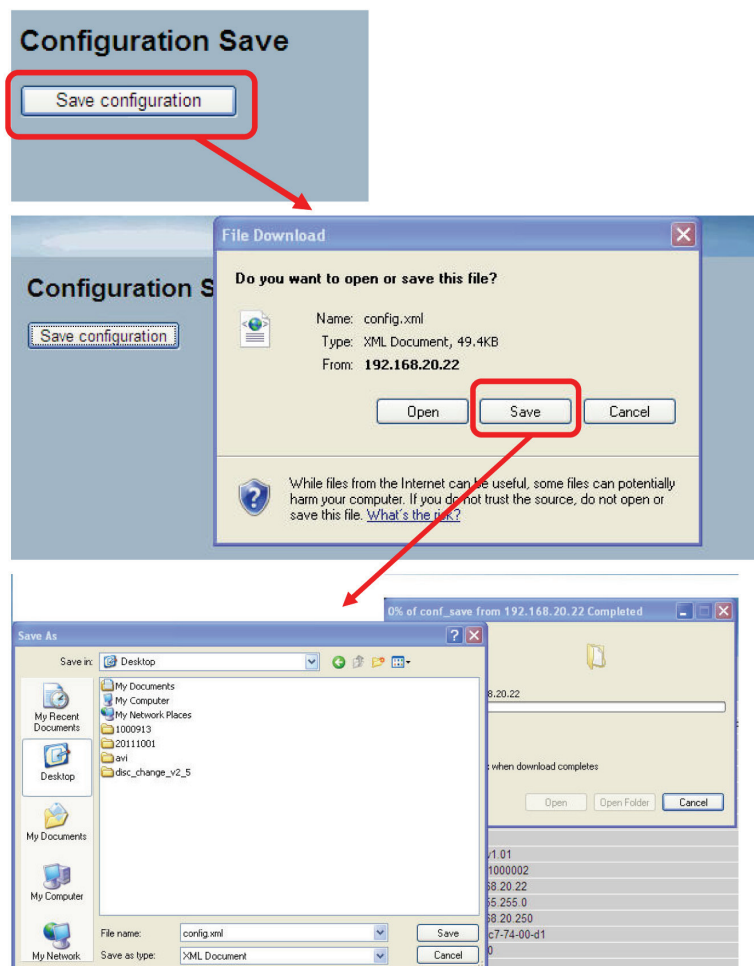 Configuration Save
Save configuration
File Download
Configuration S
Save configuration
Do you want to open or save this file?
Name: config.xml
Type: XML Document, 49.4KB
From: 192.168.20.22
Open Save Cancel
While files from the Internet can be useful, some files can potentially
harm your computer. If you do not trust the source, do not open or
save this file. What's the risk?
0% of conf_save from 192.168.20.22 Completed
Save As
Save in: Desktop
My Recent Documents
Desktop
My Documents
My Computer
My Network
My Documents
My Computer
My Network Places
1000913
20111001
avi
disc_change_v2_5
File name: config.xml Save
Save as type: XML Document Cancel
8.20.22
when download completes
Open Open Folder Cancel
v1.01
1000002
68.20.22
55.255.0
68.20.250
c7-74-00-d1
0